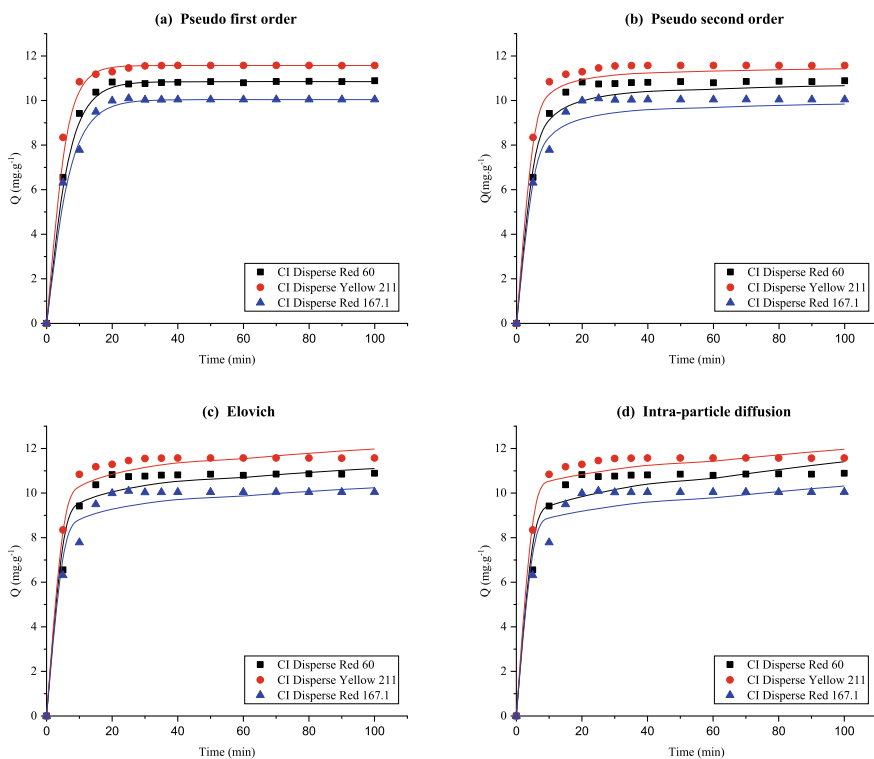 (a) Pseudo first order
12
10
8
6
4
2
0
Q (mg.g-1)
0 20 40 60 80 100
Time (min)
CI Disperse Red 60
CI Disperse Yellow 211
CI Disperse Red 167.1
(b) Pseudo second order
12
10
8
6
4
2
0
Q(mg.g-1)
0 20 40 60 80 100
Time (min)
CI Disperse Red 60
CI Disperse Yellow 211
CI Disperse Red 167.1
(c) Elovich
12
10
8
6
4
2
0
Q (mg.g-1)
0 20 40 60 80 100
Time (min)
CI Disperse Red 60
CI Disperse Yellow 211
CI Disperse Red 167.1
(d) Intra-particle diffusion
12
10
8
6
4
2
0
Q (mg.g-1)
0 20 40 60 80 100
Time (min)
CI Disperse Red 60
CI Disperse Yellow 211
CI Disperse Red 167.1